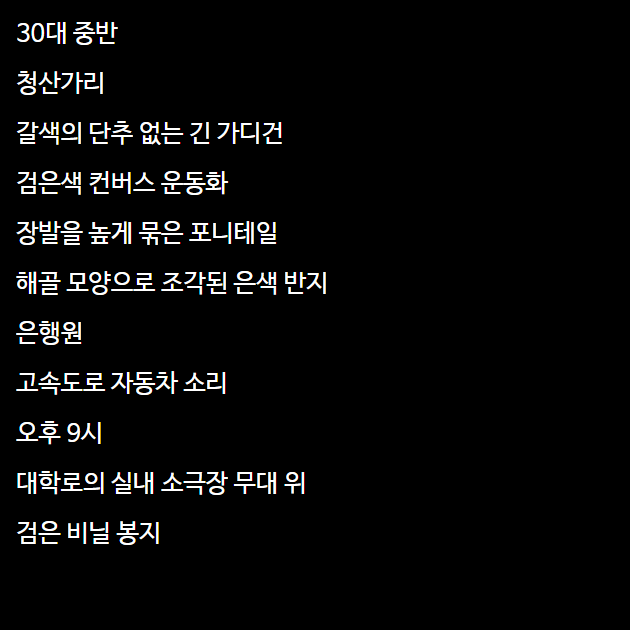 30대 중반
청산가리
갈색의 단추 없는 긴 가디건
검은색 컨버스 운동화
장발을 높게 묶은 포니테일
해골 모양으로 조각된 은색 반지
은행원
고속도로 자동차 소리
오후 9시
대학로의 실내 소극장 무대 위
검은 비닐 봉지